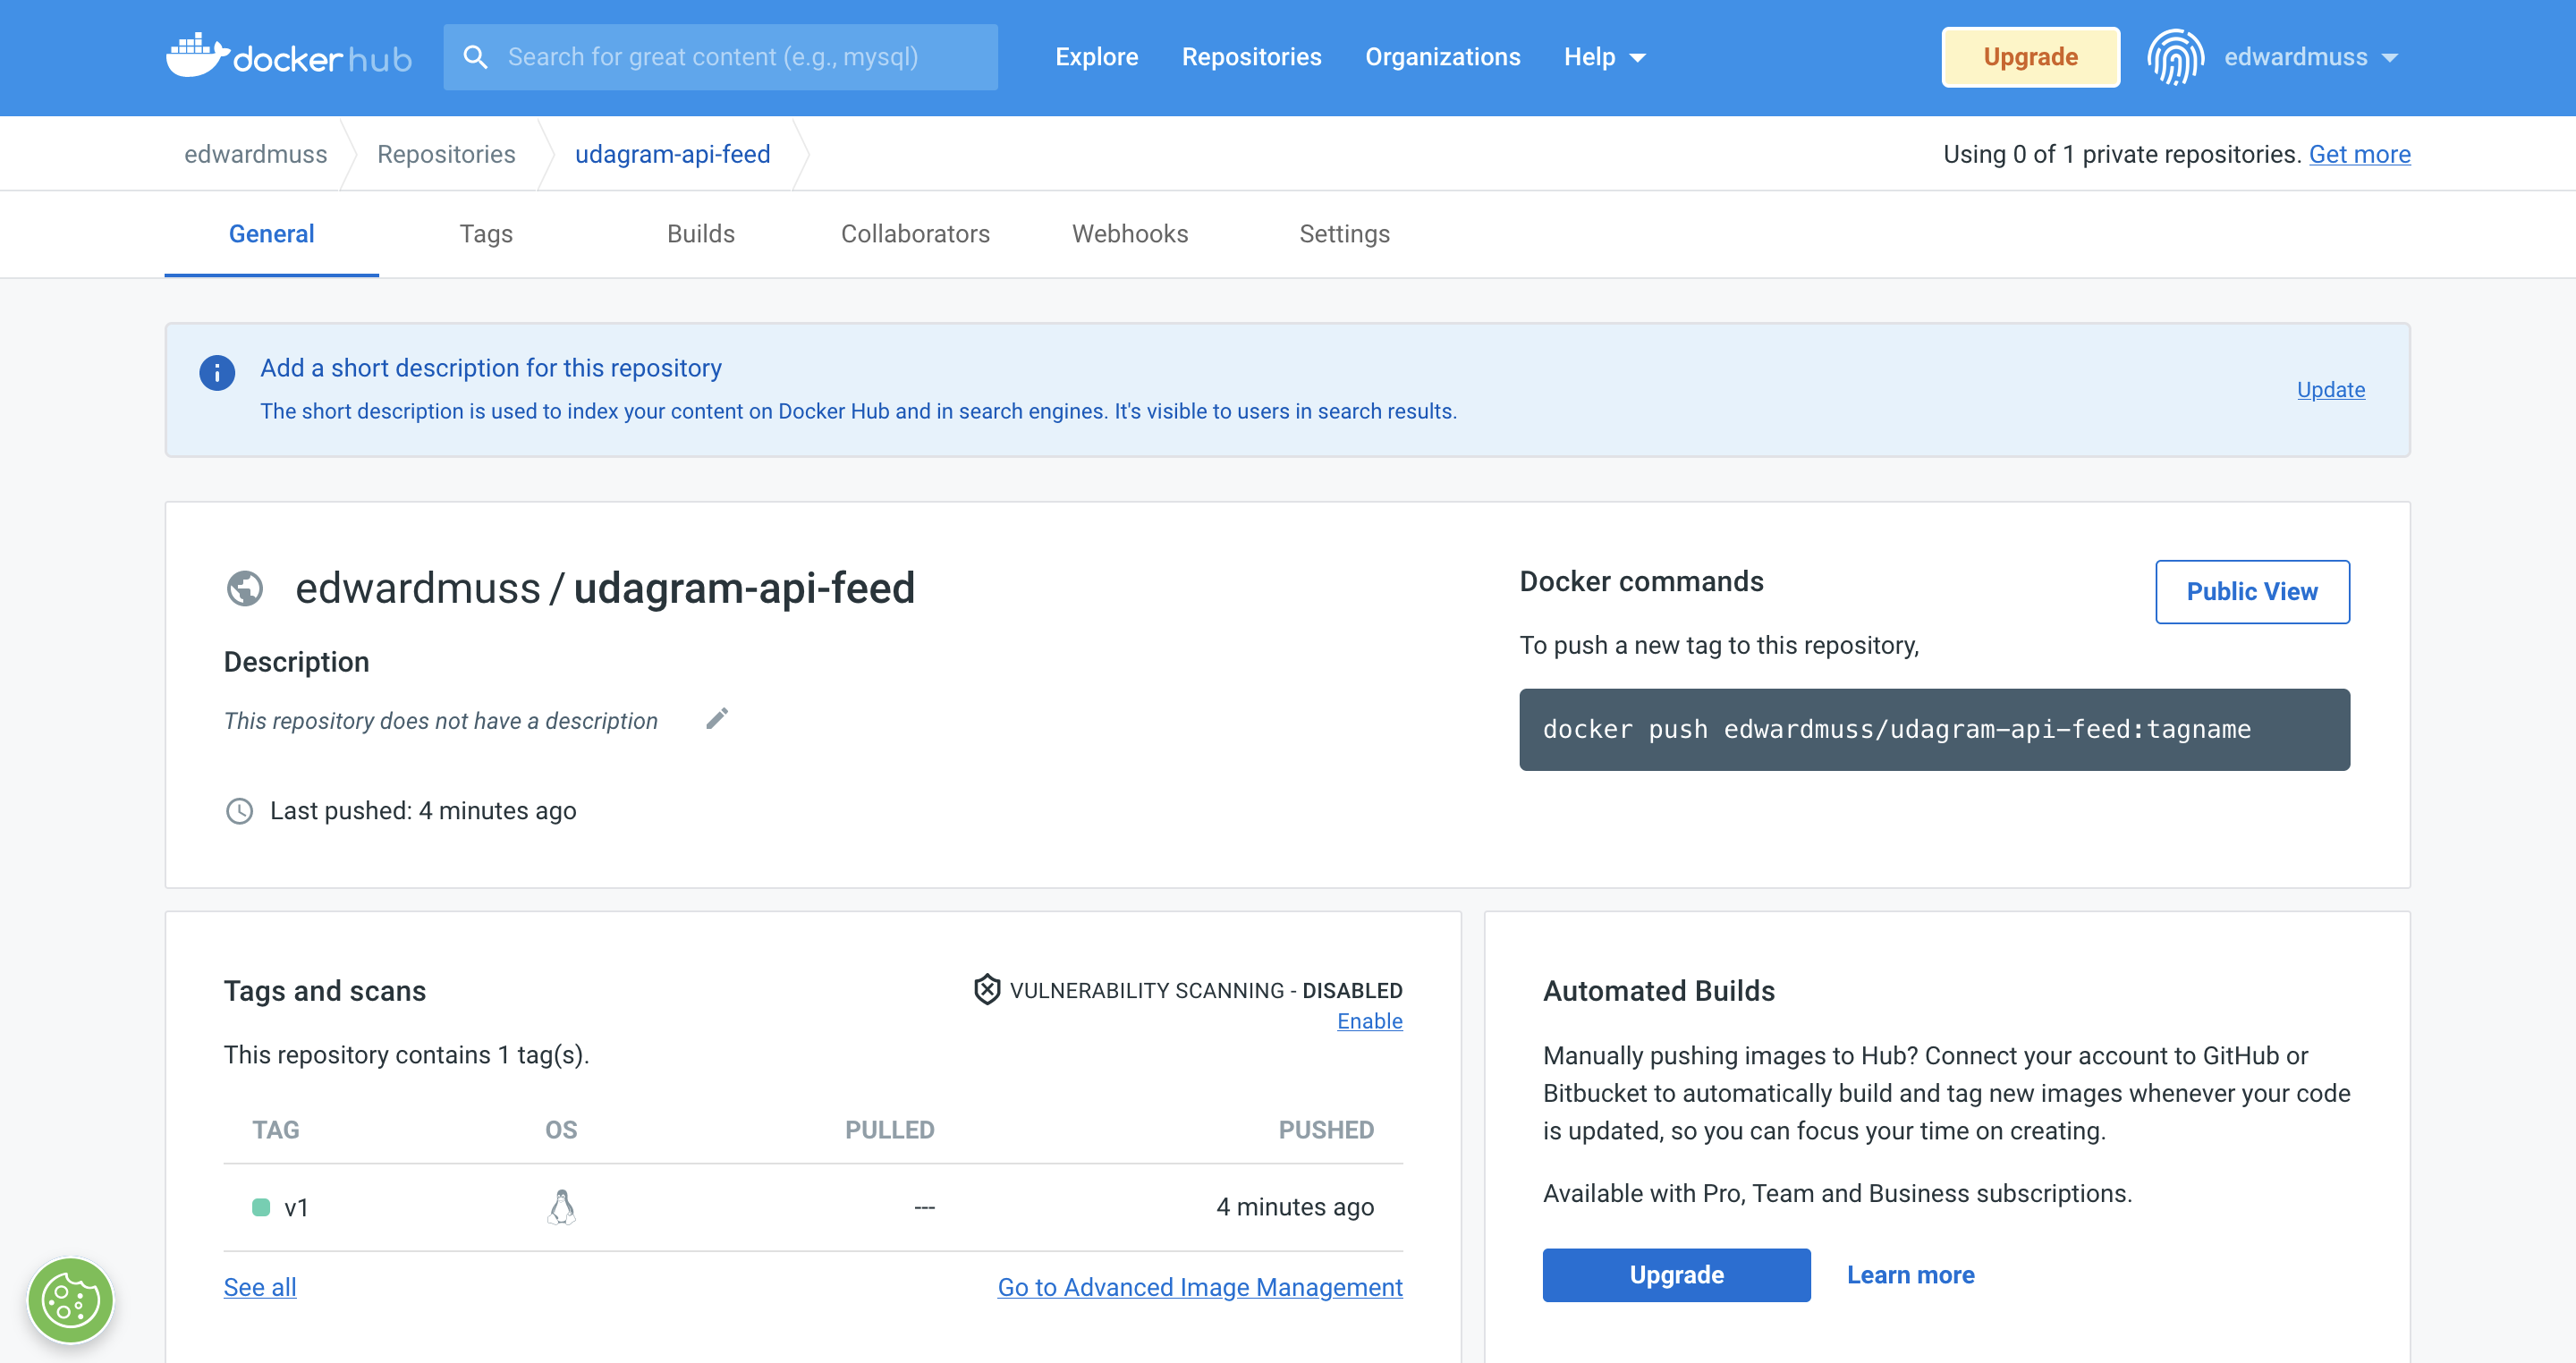 docker hub
Search for great content (e.g., mysql)
Explore
Repositories
Organizations
Help
Upgrade
edwardmuss
edwardmuss
Repositories
udagram-api-feed
Using 0 of 1 private repositories. Get more
General
Tags
Builds
Collaborators
Webhooks
Settings
Add a short description for this repository
The short description is used to index your content on Docker Hub and in search engines. It's visible to users in search results.
Update
edwardmuss / udagram-api-feed
Description
This repository does not have a description
Last pushed: 4 minutes ago
Docker commands
Public View
To push a new tag to this repository,
docker push edwardmuss/udagram-api-feed:tagname
Tags and scans
VULNERABILITY SCANNING - DISABLED
Enable
This repository contains 1 tag(s).
TAG OS PULLED PUSHED
v1 --- 4 minutes ago
See all
Go to Advanced Image Management
Automated Builds
Manually pushing images to Hub? Connect your account to GitHub or
Bitbucket to automatically build and tag new images whenever your code
is updated, so you can focus your time on creating.
Available with Pro, Team and Business subscriptions.
Upgrade
Learn more